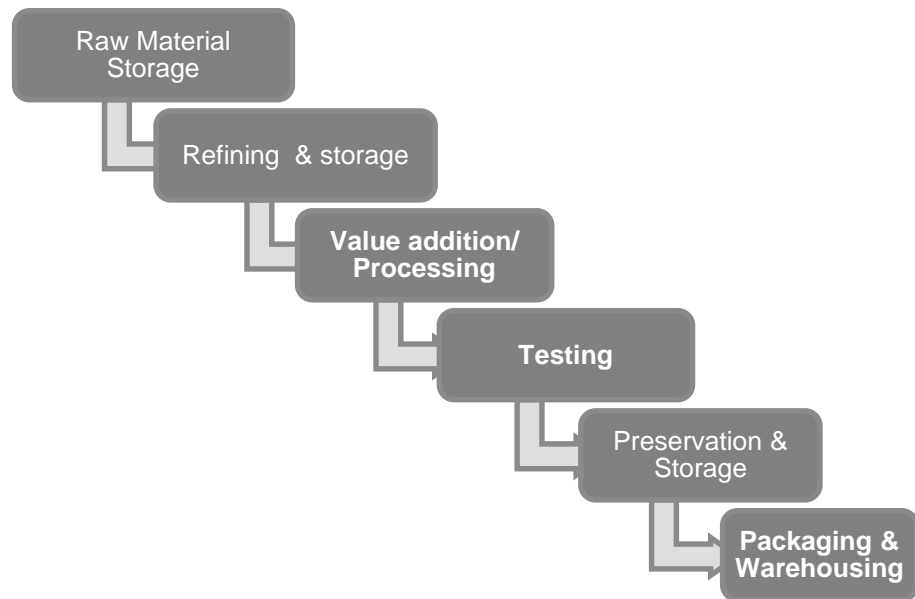 Raw Material
Storage
Refining & storage
Value addition/
Processing
Testing
Preservation &
Storage
Packaging &
Warehousing